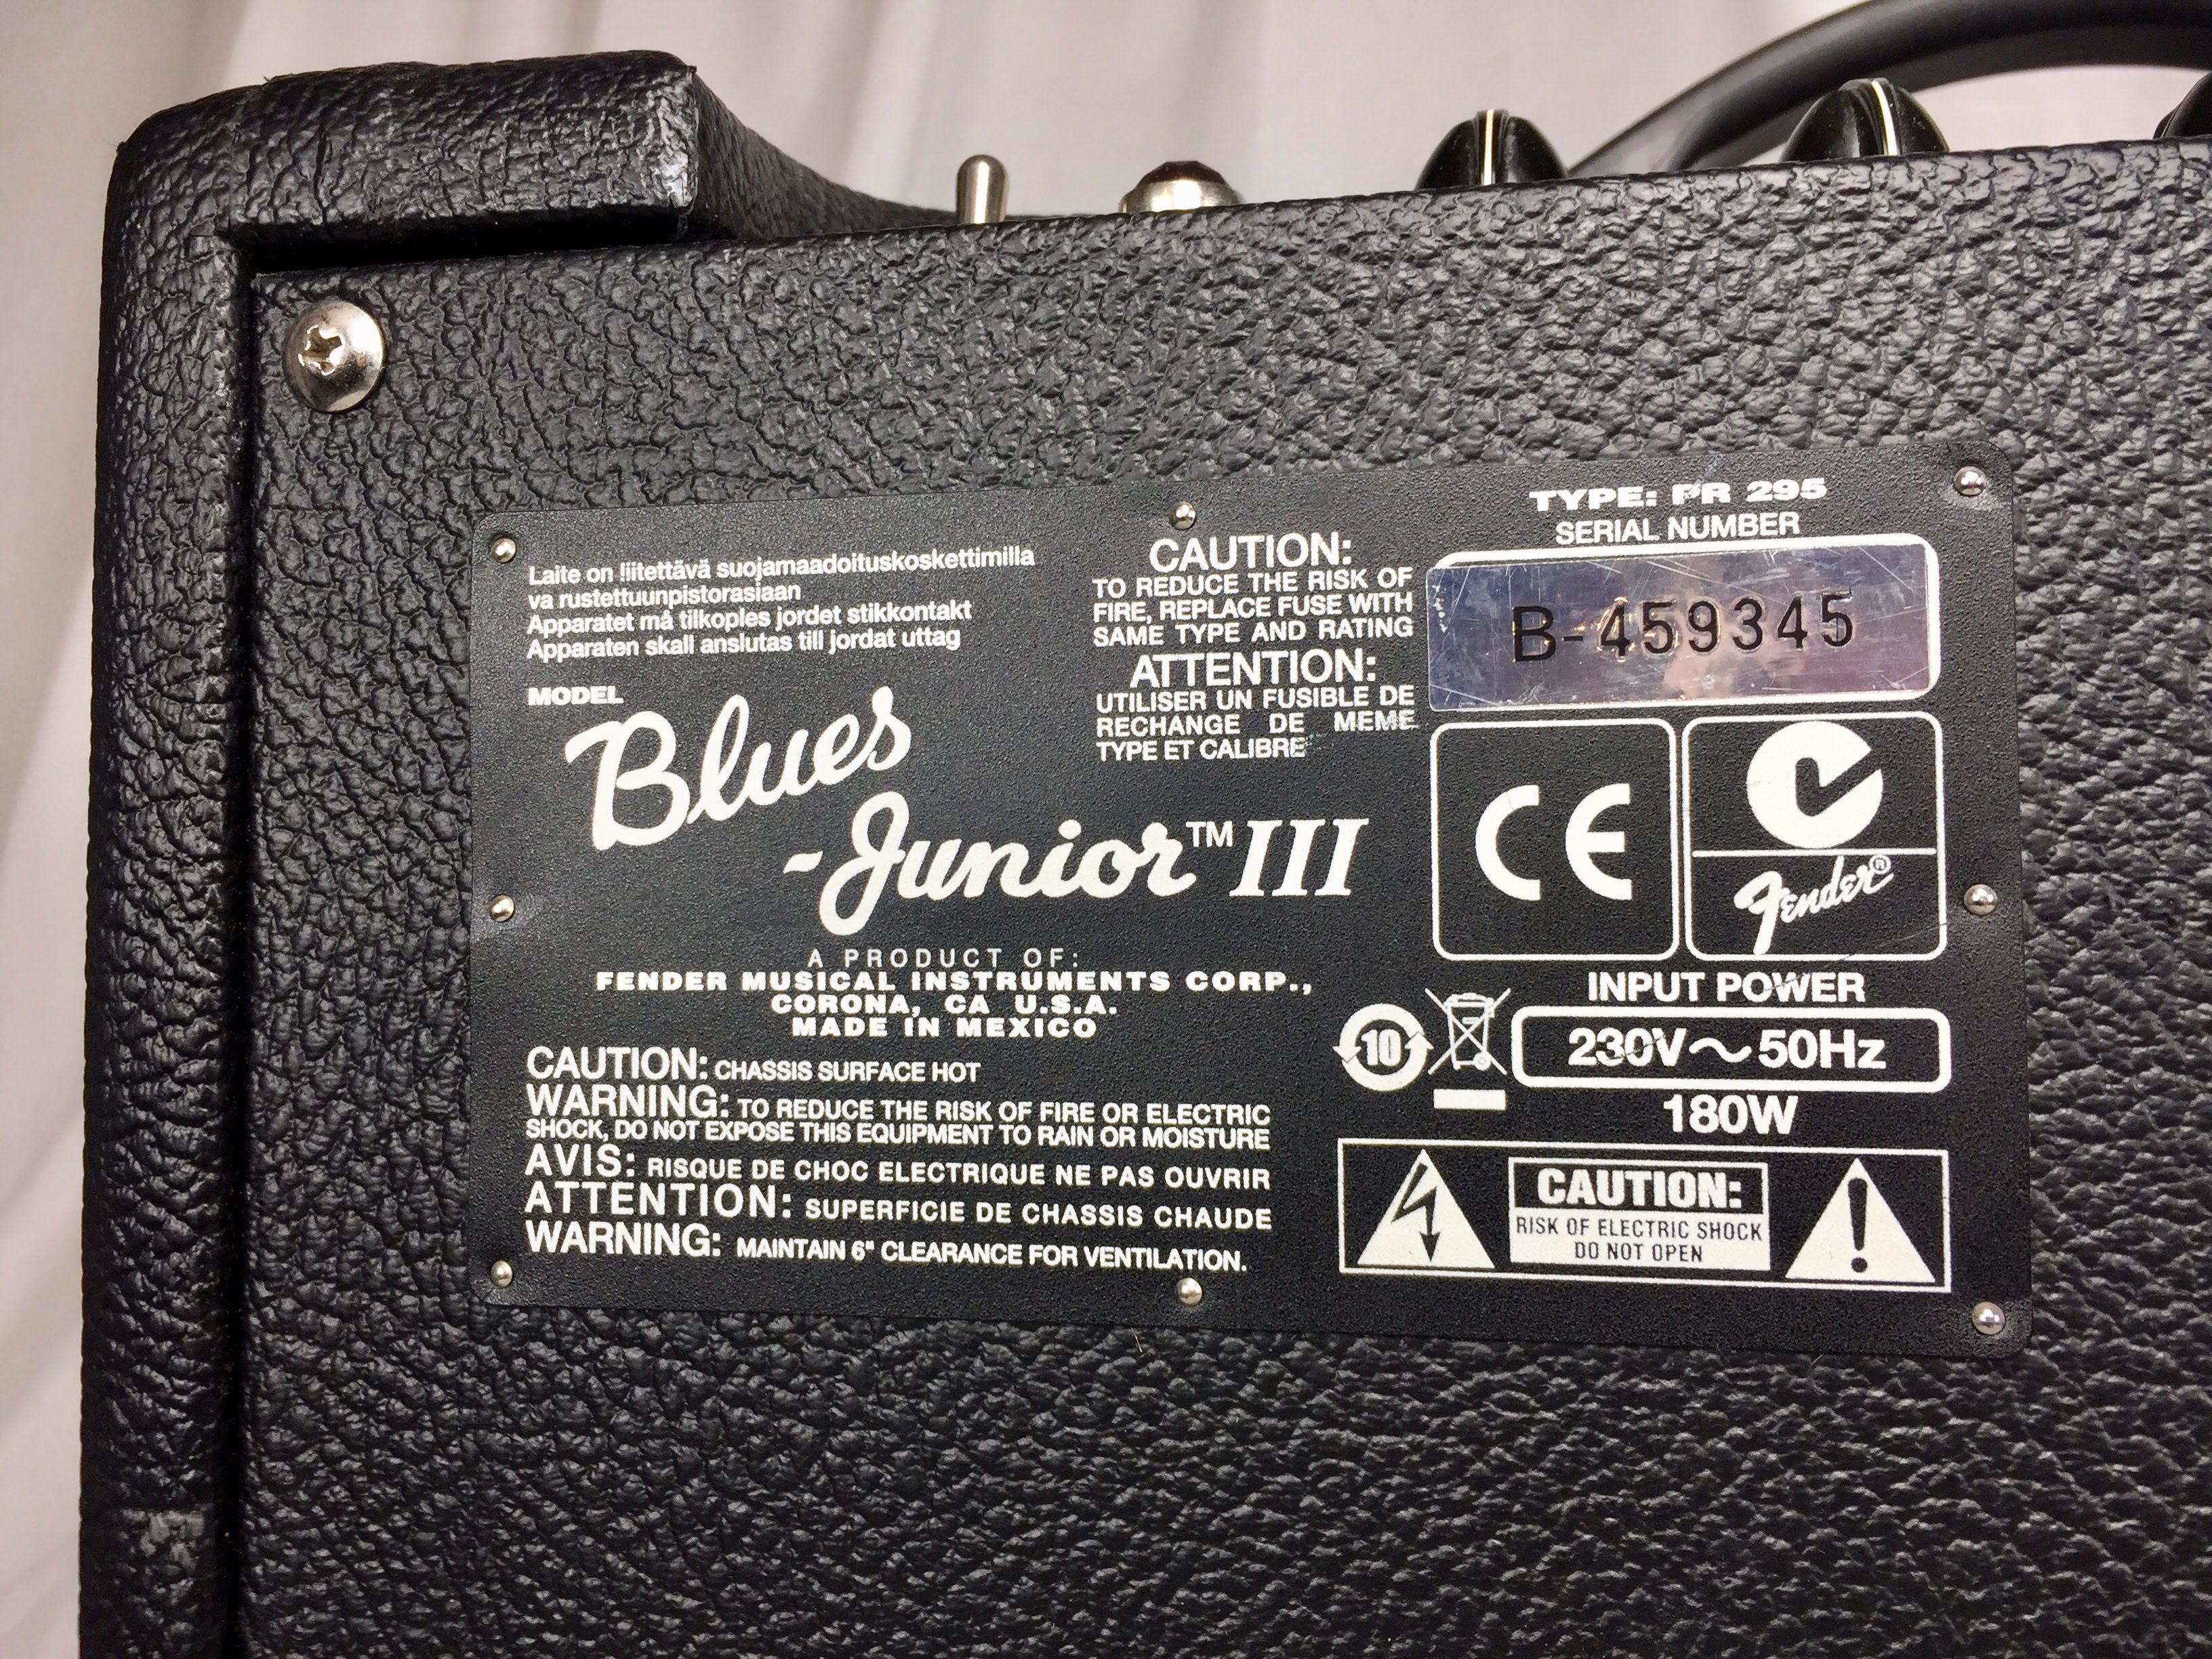 Laite on liitettävä suojamaadoituskoskettimilla
va rustettuunpistorasiaan
Apparatet må tilkoples jordet stikkontakt
Apparaten skall anslutas till jordat uttag
MODEL
Blues
-Junior™ III
A PRODUCT OF:
FENDER MUSICAL INSTRUMENTS CORP.,
CORONA, CA U.S.A.
MADE IN MEXICO
CAUTION: CHASSIS SURFACE HOT
WARNING: TO REDUCE THE RISK OF FIRE OR ELECTRIC
SHOCK, DO NOT EXPOSE THIS EQUIPMENT TO RAIN OR MOISTURE
AVIS: RISQUE DE CHOC ELECTRIQUE NE PAS OUVRIR
ATTENTION: SUPERFICIE DE CHASSIS CHAUDE
WARNING: MAINTAIN 6" CLEARANCE FOR VENTILATION.
CAUTION:
TO REDUCE THE RISK OF
FIRE, REPLACE FUSE WITH
SAME TYPE AND RATING
ATTENTION:
UTILISER UN FUSIBLE DE
RECHANGE DE MEME
TYPE ET CALIBRE
TYPE: PR 295
SERIAL NUMBER
B-459345
CE
Fender®
INPUT POWER
10
230V~50Hz
180W
CAUTION:
RISK OF ELECTRIC SHOCK
DO NOT OPEN